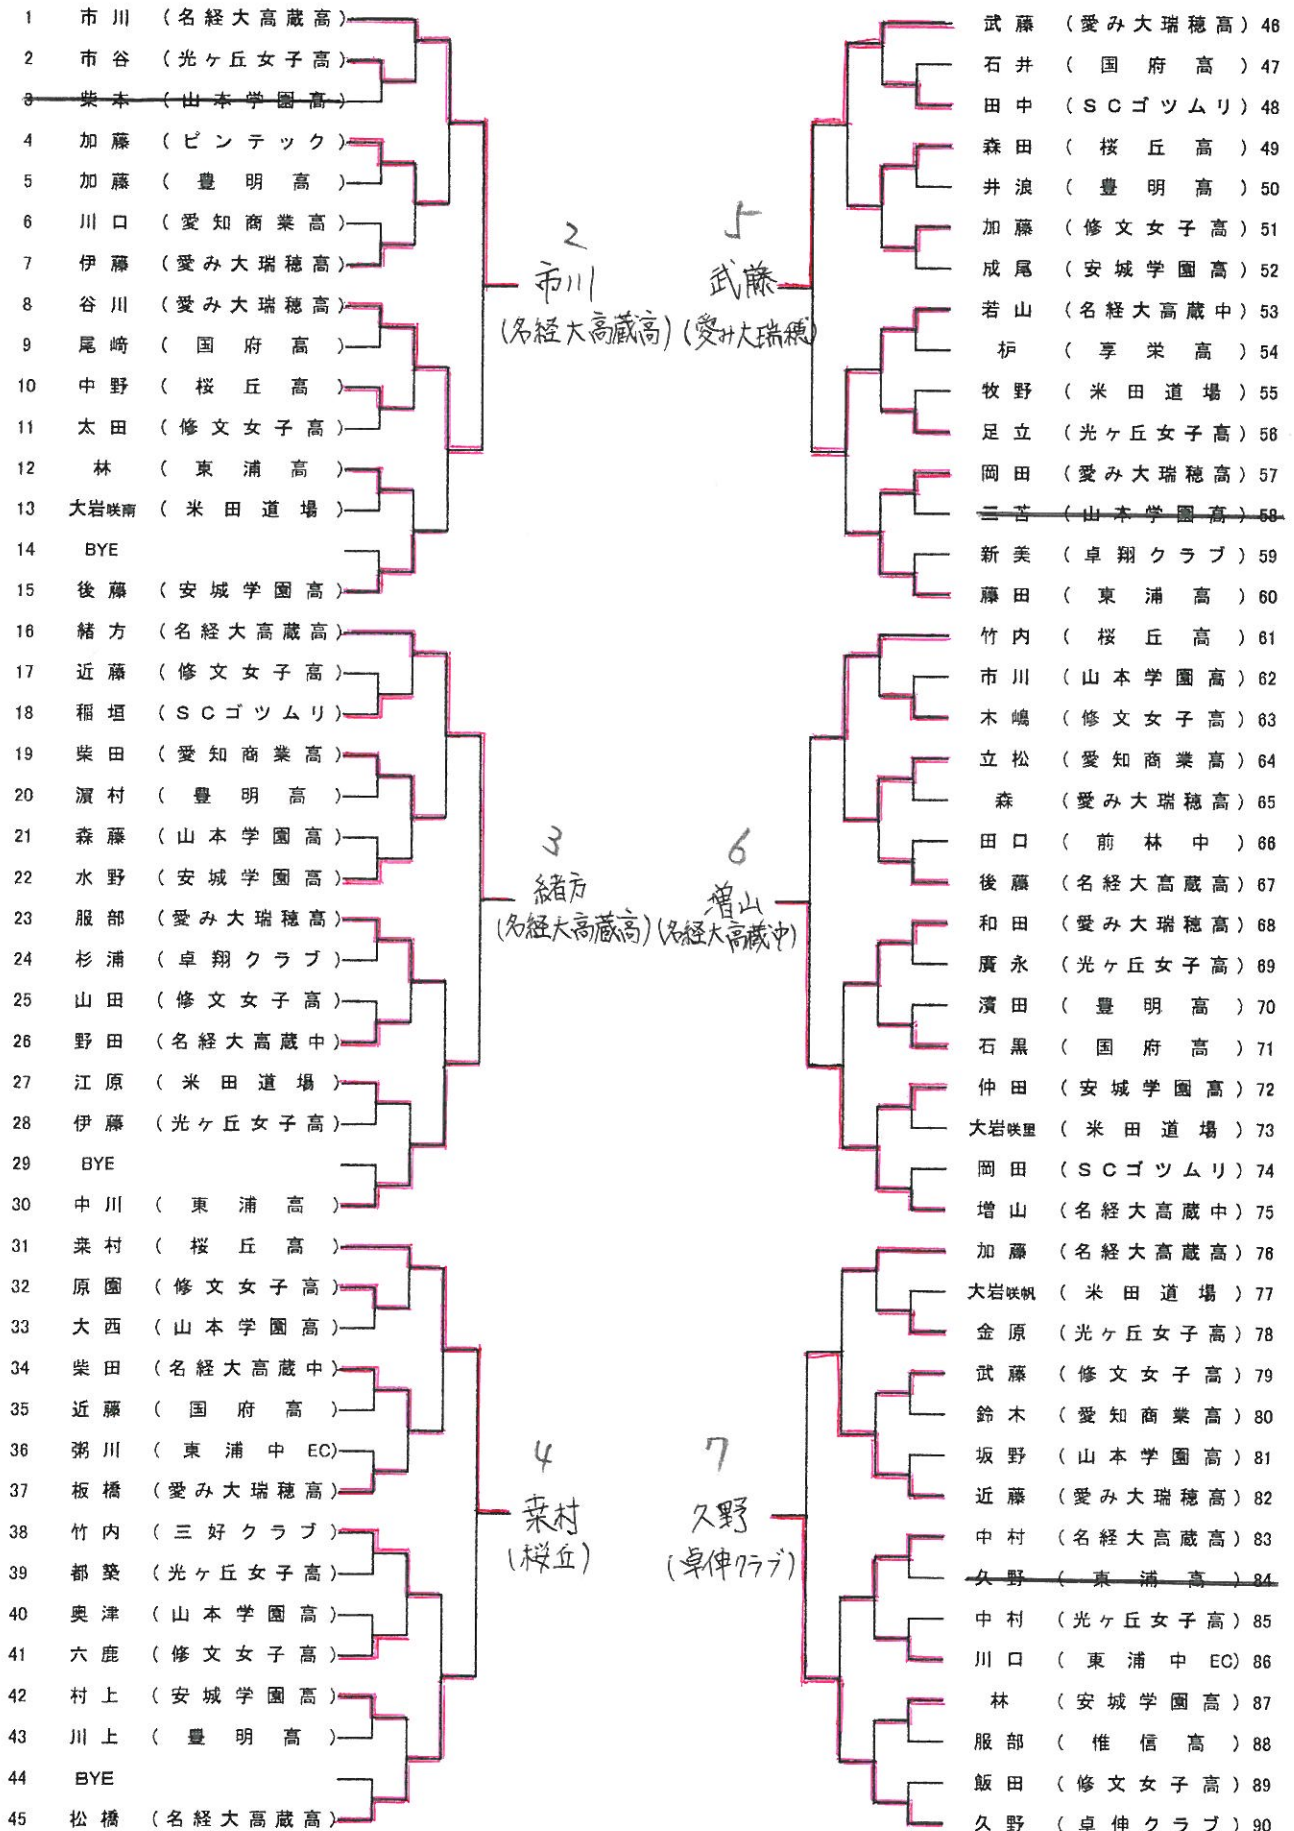 1 市川 (名経大高蔵高)
2 市谷 (光ヶ丘女子高)
3 柴本 (山本学園高)
4 加藤 (ピンテック)
5 加藤 (豊明高)
6 川口 (愛知商業高)
7 伊藤 (愛み大瑞穂高)
8 谷川 (愛み大瑞穂高)
9 尾﨑 (国府高)
10 中野 (桜丘高)
11 太田 (修文女子高)
12 林 (東浦高)
13 大岩咲南 (米田道場)
14 BYE
15 後藤 (安城学園高)
16 緒方 (名経大高蔵高)
17 近藤 (修文女子高)
18 稲垣 (SCゴツムリ)
19 柴田 (愛知商業高)
20 濵村 (豊明高)
21 森藤 (山本学園高)
22 水野 (安城学園高)
23 服部 (愛み大瑞穂高)
24 杉浦 (卓翔クラブ)
25 山田 (修文女子高)
26 野田 (名経大高蔵中)
27 江原 (米田道場)
28 伊藤 (光ヶ丘女子高)
29 BYE
30 中川 (東浦高)
31 桒村 (桜丘高)
32 原園 (修文女子高)
33 大西 (山本学園高)
34 柴田 (名経大高蔵中)
35 近藤 (国府高)
36 粥川 (東浦中EC)
37 板橋 (愛み大瑞穂高)
38 竹内 (三好クラブ)
39 都築 (光ヶ丘女子高)
40 奥津 (山本学園高)
41 六鹿 (修文女子高)
42 村上 (安城学園高)
43 川上 (豊明高)
44 BYE
45 松橋 (名経大高蔵高)
2
市川
(名経大高蔵高)
3
緒方
(名経大高蔵高)
4
桒村
(桜丘)
5
武藤
(愛み大瑞穂)
6
増山
(名経大高蔵中)
7
久野
(卓伸クラブ)
武藤 (愛み大瑞穂高) 46
石井 (国府高) 47
田中 (SCゴツムリ) 48
森田 (桜丘高) 49
井浪 (豊明高) 50
加藤 (修文女子高) 51
成尾 (安城学園高) 52
若山 (名経大高蔵中) 53
枦 (享栄高) 54
牧野 (米田道場) 55
足立 (光ヶ丘女子高) 56
岡田 (愛み大瑞穂高) 57
三苫 (山本学園高) 58
新美 (卓翔クラブ) 59
藤田 (東浦高) 60
竹内 (桜丘高) 61
市川 (山本学園高) 62
木嶋 (修文女子高) 63
立松 (愛知商業高) 64
森 (愛み大瑞穂高) 65
田口 (前林中) 66
後藤 (名経大高蔵高) 67
和田 (愛み大瑞穂高) 68
廣永 (光ヶ丘女子高) 69
濱田 (豊明高) 70
石黒 (国府高) 71
仲田 (安城学園高) 72
大岩咲里 (米田道場) 73
岡田 (SCゴツムリ) 74
増山 (名経大高蔵中) 75
加藤 (名経大高蔵高) 76
大岩咲帆 (米田道場) 77
金原 (光ヶ丘女子高) 78
武藤 (修文女子高) 79
鈴木 (愛知商業高) 80
坂野 (山本学園高) 81
近藤 (愛み大瑞穂高) 82
中村 (名経大高蔵高) 83
久野 (東浦高) 84
中村 (光ヶ丘女子高) 85
川口 (東浦中EC) 86
林 (安城学園高) 87
服部 (惟信高) 88
飯田 (修文女子高) 89
久野 (卓伸クラブ) 90